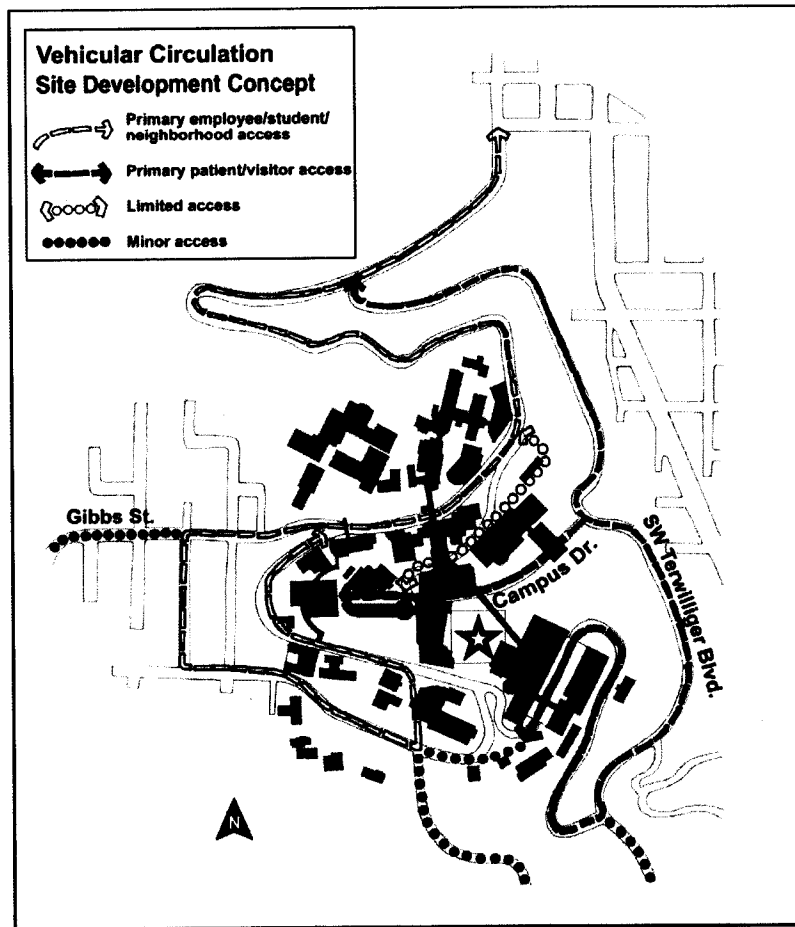 Vehicular Circulation
Site Development Concept
Primary employee/student/
neighborhood access
Primary patient/visitor access
Limited access
Minor access
Gibbs St.
Campus Dr.
SW Terwilliger Blvd.
N